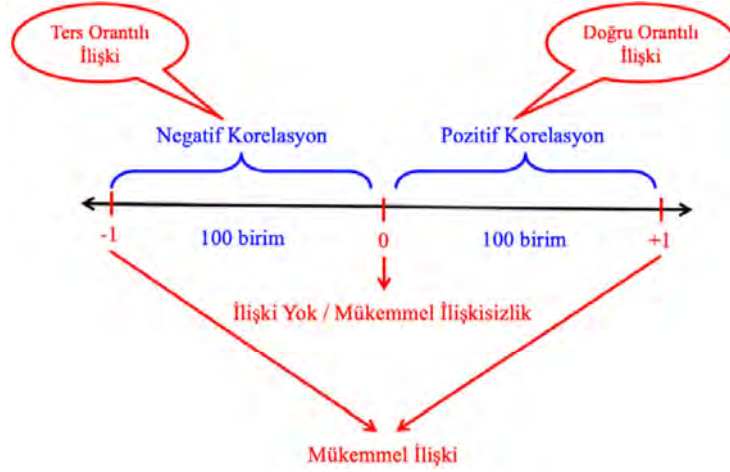 Ters Orantılı
İlişki
Doğru Orantılı
İlişki
Negatif Korelasyon
Pozitif Korelasyon
-1
100 birim
0
100 birim
+1
İlişki Yok / Mükemmel İlişkisizlik
Mükemmel İlişki